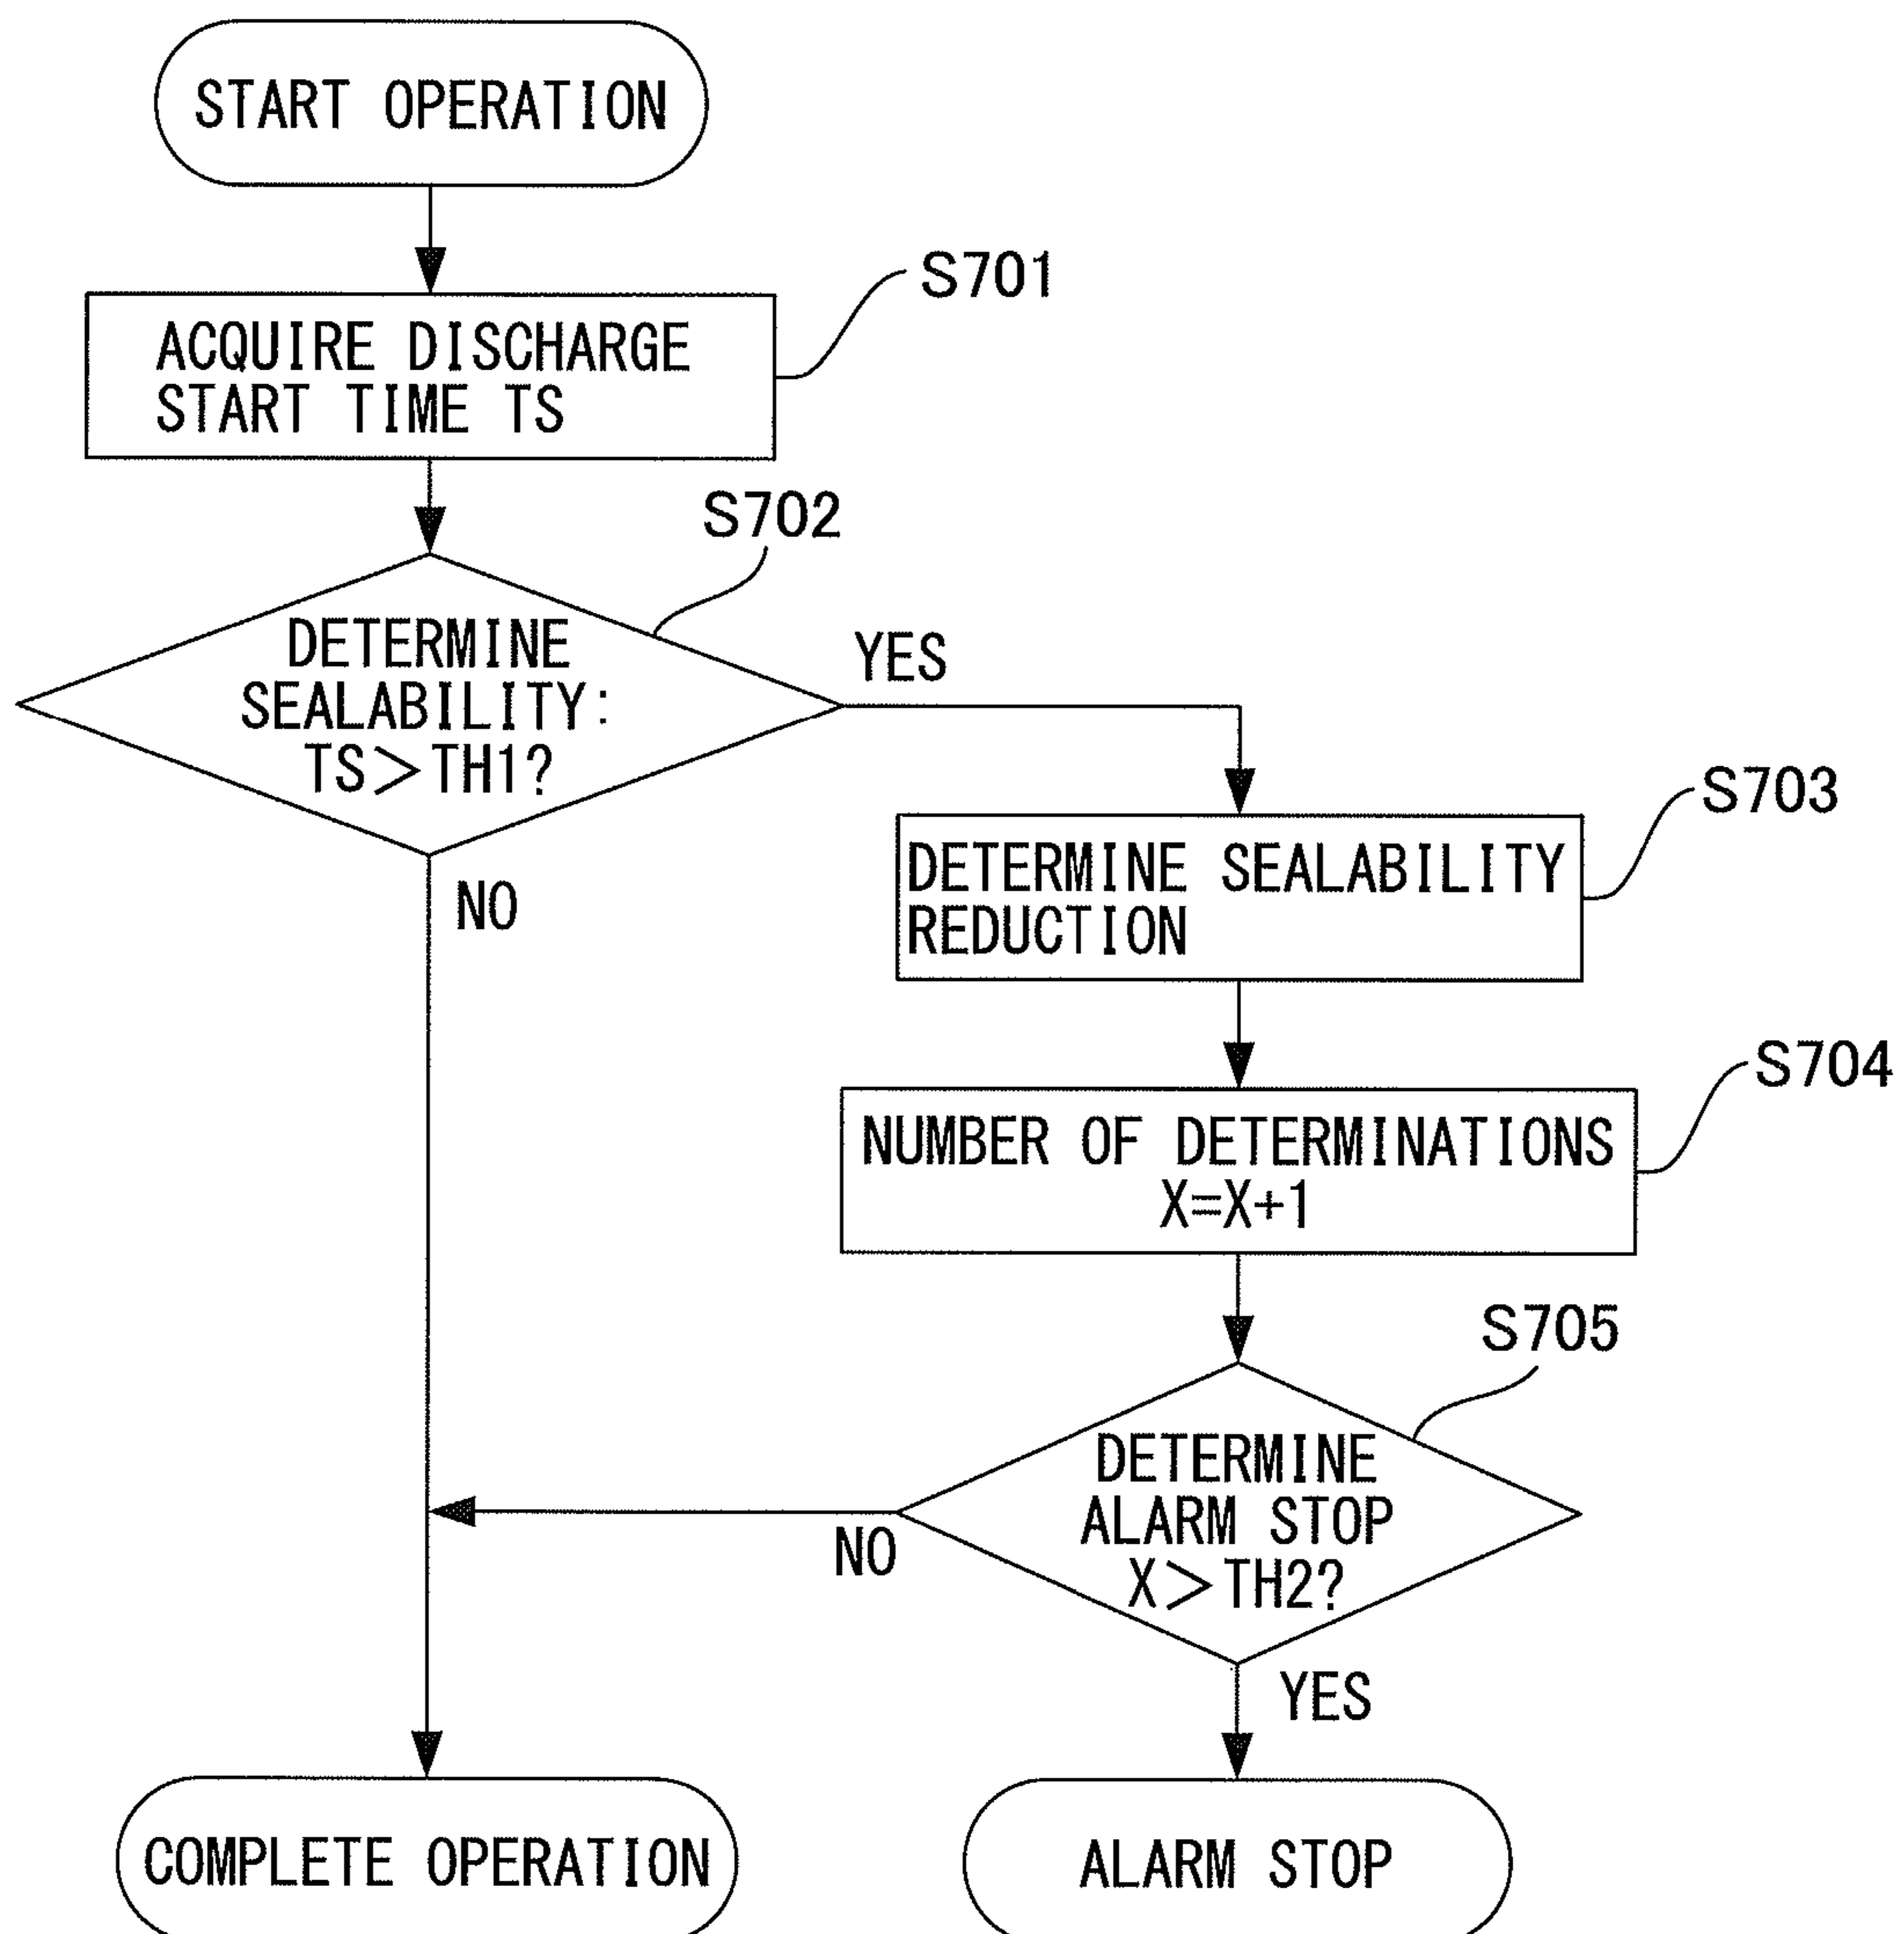 START OPERATION
S701
ACQUIRE DISCHARGE
START TIME TS
S702
DETERMINE
SEALABILITY:
TS>TH1?
YES
NO
S703
DETERMINE SEALABILITY
REDUCTION
S704
NUMBER OF DETERMINATIONS
X=X+1
S705
DETERMINE
ALARM STOP
X>TH2?
NO
YES
COMPLETE OPERATION
ALARM STOP